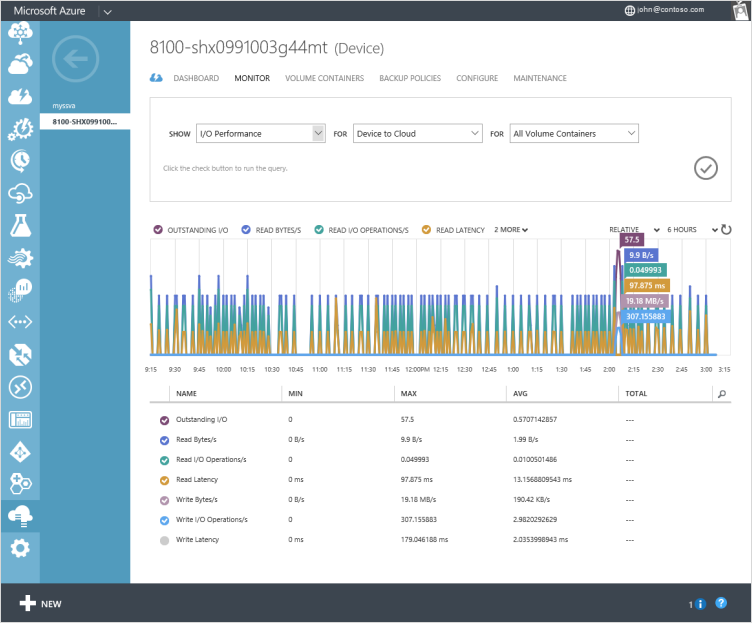 Microsoft Azure
john@contoso.com
myssva
8100-SHX099100...
8100-shx0991003g44mt (Device)
DASHBOARD MONITOR VOLUME CONTAINERS BACKUP POLICIES CONFIGURE MAINTENANCE
SHOW I/O Performance FOR Device to Cloud FOR All Volume Containers
Click the check button to run the query.
OUTSTANDING I/O READ BYTES/S READ I/O OPERATIONS/S READ LATENCY 2 MORE RELATIVE 6 HOURS
57.5
9.9 B/s
0.049993
97.875 ms
19.18 MB/s
307.155883
9:15 9:30 9:45 10:00 10:15 10:30 10:45 11:00 11:15 11:30 11:45 12:00PM 12:15 12:30 12:45 1:00 1:15 1:30 1:45 2:00 2:15 2:30 2:45 3:00 3:15
NAME MIN MAX AVG TOTAL
Outstanding I/O 0 57.5 0.5707142857 ---
Read Bytes/s 0 B/s 9.9 B/s 1.99 B/s ---
Read I/O Operations/s 0 0.049993 0.0100501486 ---
Read Latency 0 ms 97.875 ms 13.1568809543 ms ---
Write Bytes/s 0 B/s 19.18 MB/s 190.42 KB/s ---
Write I/O Operations/s 0 307.155883 2.9820292629 ---
Write Latency 0 ms 179.046188 ms 2.0353998943 ms ---
NEW
1